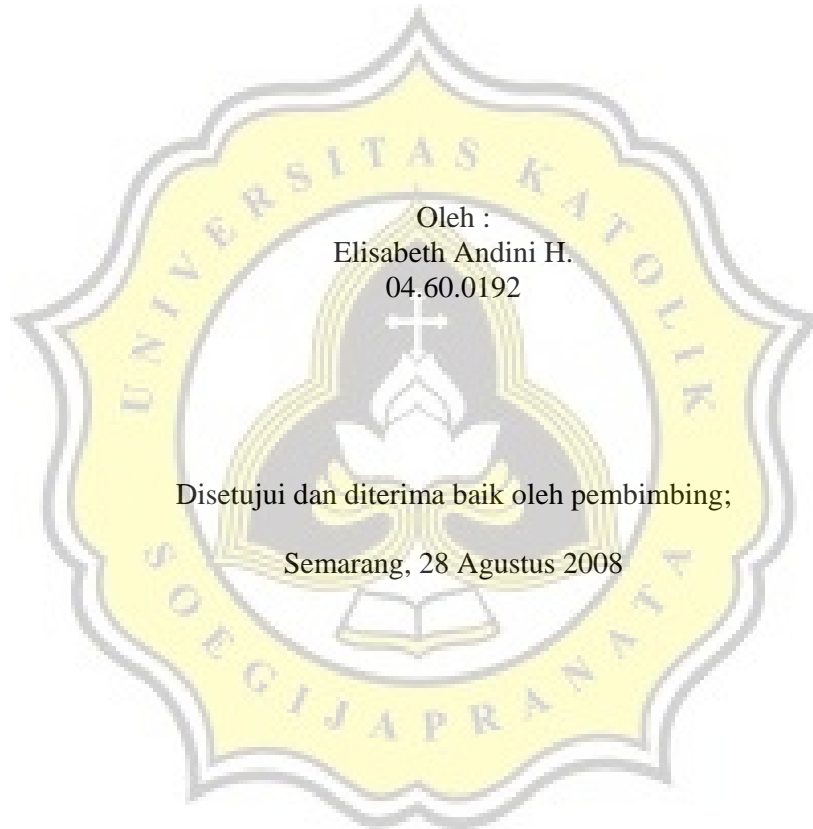 UNIVERSITAS KATOLIK
Oleh :
Elisabeth Andini H.
04.60.0192
Disetujui dan diterima baik oleh pembimbing;
Semarang, 28 Agustus 2008
SOEGIJAPRANATA